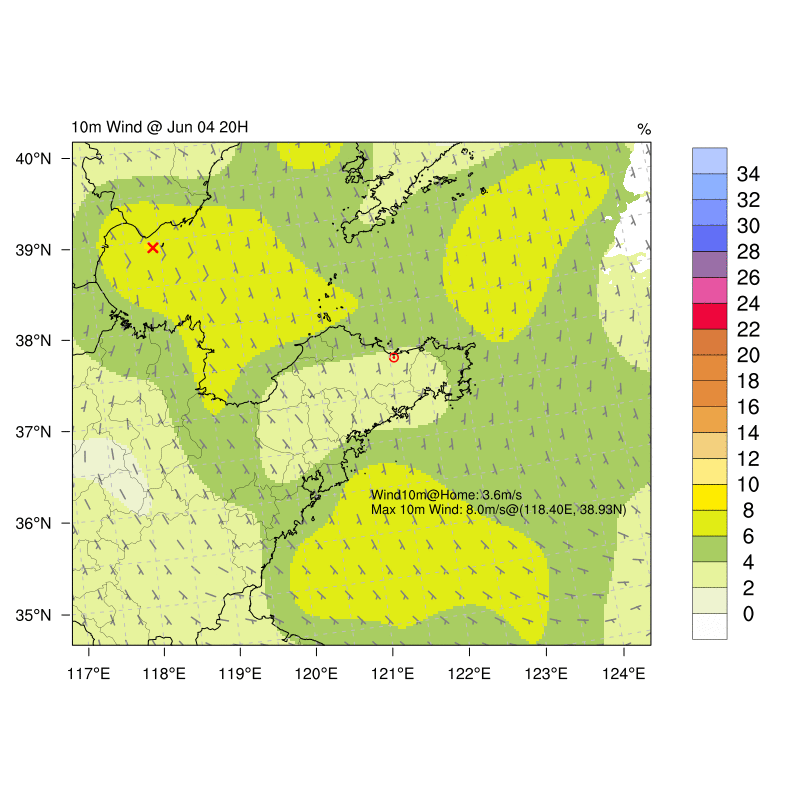 10m Wind @ Jun 04 20H
%
40°N
39°N
38°N
37°N
36°N
35°N
117°E 118°E 119°E 120°E 121°E 122°E 123°E 124°E
Wind10m@Home: 3.6m/s
Max 10m Wind: 8.0m/s@(118.40E, 38.93N)
34
32
30
28
26
24
22
20
18
16
14
12
10
8
6
4
2
0